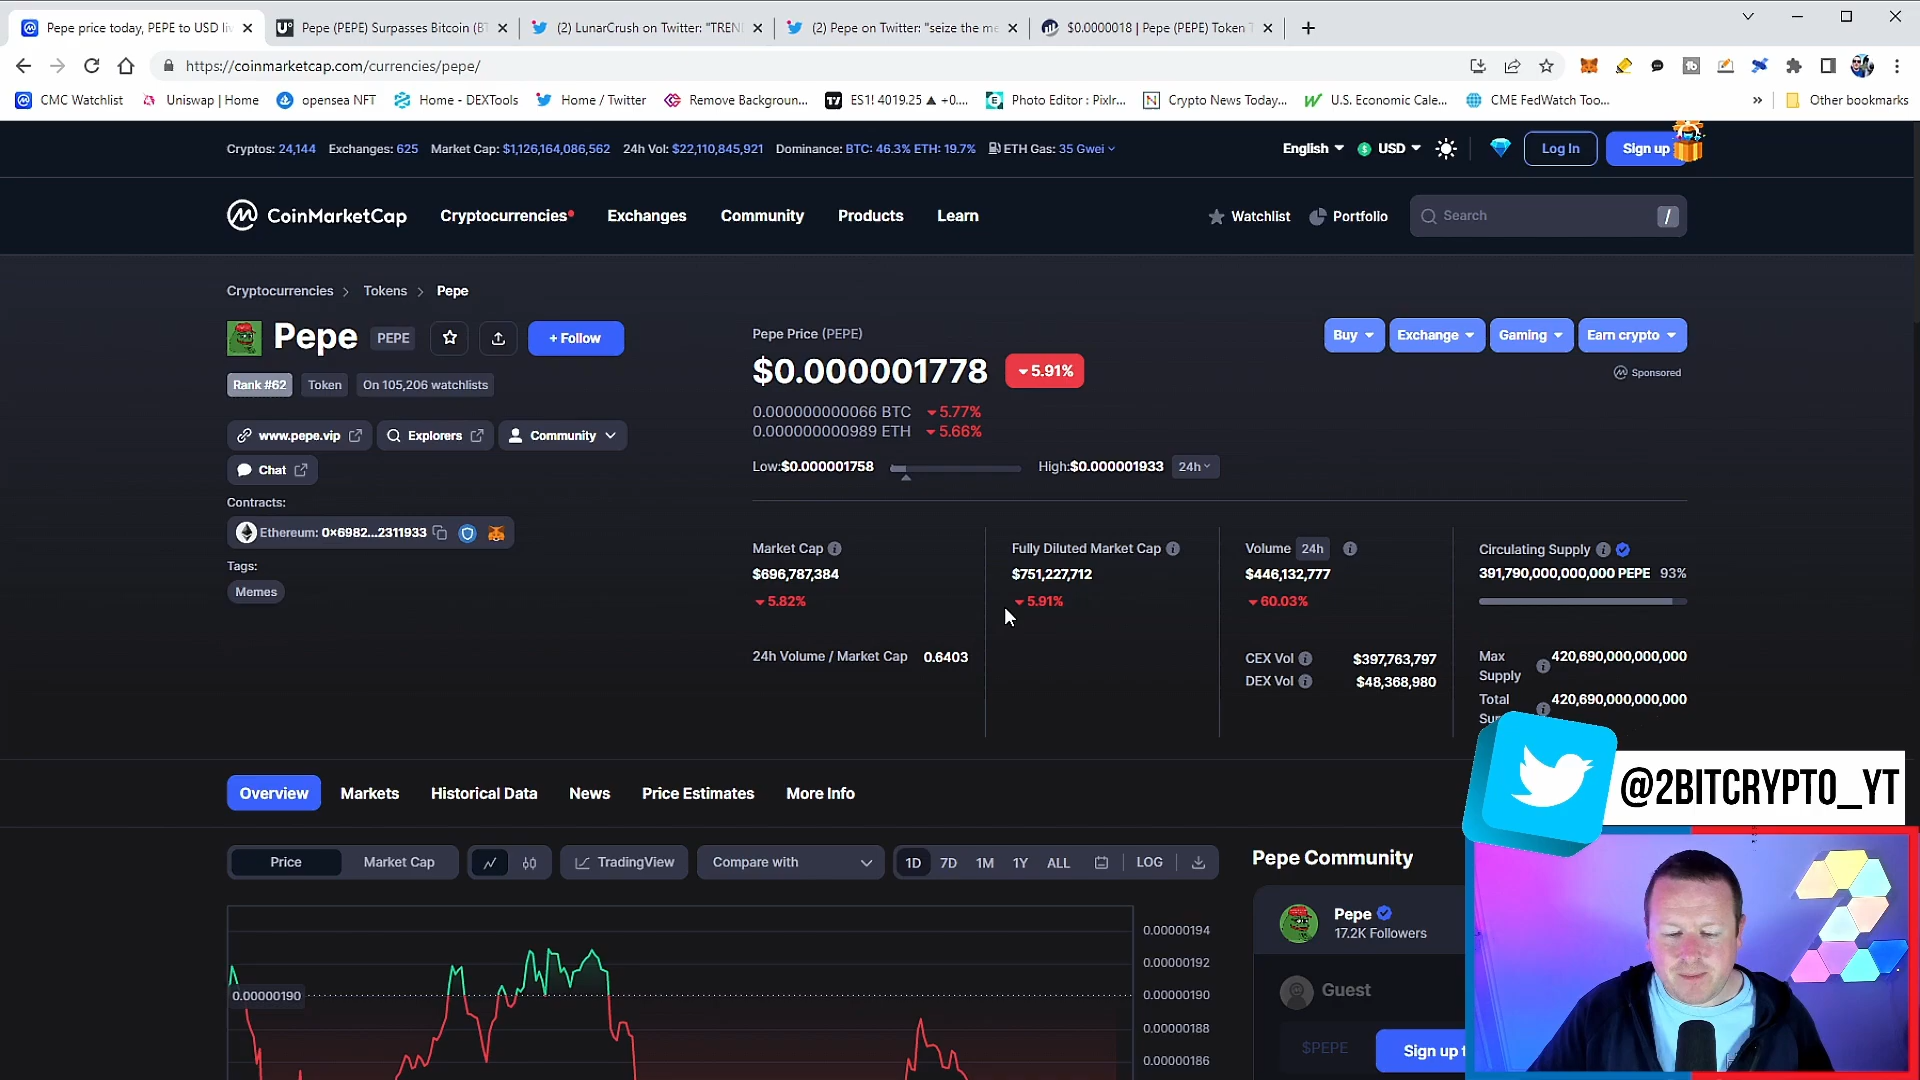 Pepe price today, PEPE to USD liv
Pepe (PEPE) Surpasses Bitcoin (BT
(2) LunarCrush on Twitter: "TREN
(2) Pepe on Twitter: "seize the me
$0.0000018 | Pepe (PEPE) Token T
https://coinmarketcap.com/currencies/pepe/
CMC Watchlist
Uniswap | Home
opensea NFT
Home - DEXTools
Home / Twitter
Remove Backgroun...
ES1! 4019.25 ▲ +0....
Photo Editor : Pixlr...
Crypto News Today...
U.S. Economic Cale...
CME FedWatch Too...
»
Other bookmarks
Cryptos: 24,144 Exchanges: 625 Market Cap: $1,126,164,086,562 24h Vol: $22,110,845,921 Dominance: BTC: 46.3% ETH: 19.7% ETH Gas: 35 Gwei
English
USD
Log In
Sign up
CoinMarketCap
Cryptocurrencies
Exchanges
Community
Products
Learn
Watchlist
Portfolio
Search /
Cryptocurrencies > Tokens > Pepe
Pepe PEPE
+ Follow
Rank #62
Token
On 105,206 watchlists
www.pepe.vip
Explorers
Community
Chat
Contracts:
Ethereum: 0x6982...2311933
Tags:
Memes
Pepe Price (PEPE)
$0.000001778 5.91%
0.000000000066 BTC 5.77%
0.000000000989 ETH 5.66%
Low:$0.000001758
High:$0.000001933 24h
Buy
Exchange
Gaming
Earn crypto
Sponsored
Market Cap
$696,787,384
5.82%
24h Volume / Market Cap 0.6403
Fully Diluted Market Cap
$751,227,712
5.91%
Volume 24h
$446,132,777
60.03%
CEX Vol $397,763,797
DEX Vol $48,368,980
Circulating Supply
391,790,000,000,000 PEPE 93%
Max Supply 420,690,000,000,000
Total 420,690,000,000,000
@2BITCRYPTO_YT
Overview
Markets
Historical Data
News
Price Estimates
More Info
Price
Market Cap
TradingView
Compare with
1D 7D 1M 1Y ALL
LOG
0.00000190
0.00000194
0.00000192
0.00000190
0.00000188
0.00000186
Pepe Community
Pepe
17.2K Followers
Guest
$PEPE
Sign up